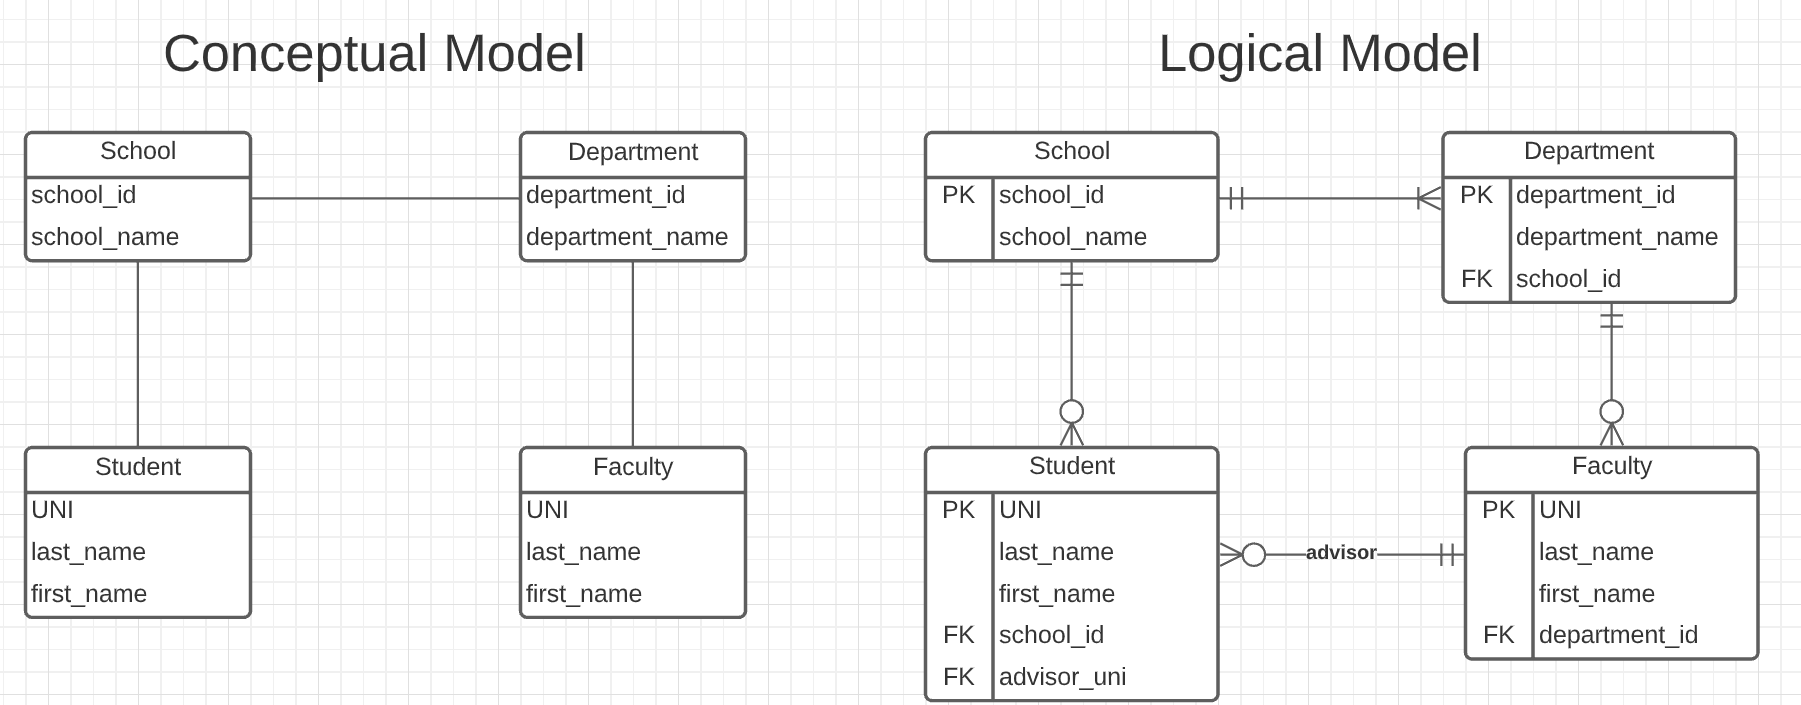 Conceptual Model
School
school_id
school_name
Department
department_id
department_name
Student
UNI
last_name
first_name
Faculty
UNI
last_name
first_name
Logical Model
School
PK school_id
school_name
Department
PK department_id
department_name
FK school_id
Student
PK UNI
last_name
first_name
FK school_id
FK advisor_uni
advisor
Faculty
PK UNI
last_name
first_name
FK department_id